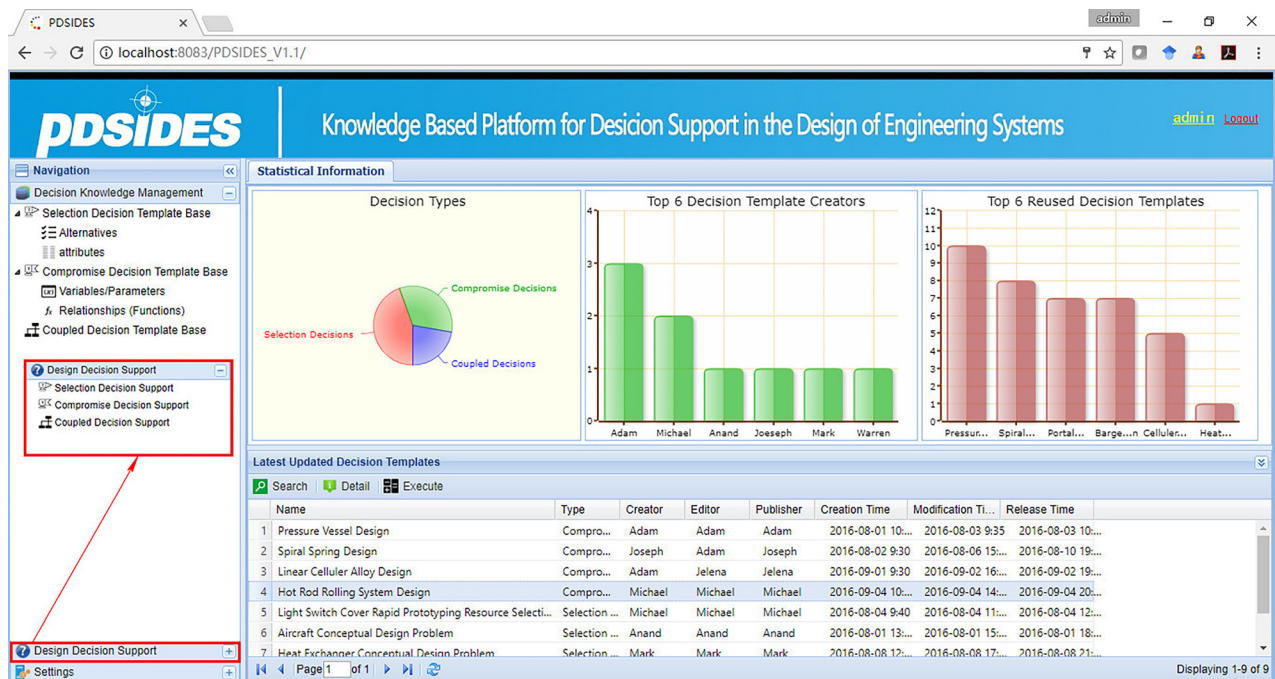 PDSIDES
admin
localhost:8083/PDSIDES_V1.1/
PDSIDES
Knowledge Based Platform for Desicion Support in the Design of Engineering Systems
admin Logout
Navigation
Statistical Information
Decision Knowledge Management
Selection Decision Template Base
Alternatives
attributes
Compromise Decision Template Base
Variables/Parameters
Relationships (Functions)
Coupled Decision Template Base
Design Decision Support
Selection Decision Support
Compromise Decision Support
Coupled Decision Support
Design Decision Support
Settings
Decision Types
Compromise Decisions
Selection Decisions
Coupled Decisions
Top 6 Decision Template Creators
4
3
2
1
0
Adam Michael Anand Joeseph Mark Warren
Top 6 Reused Decision Templates
12
11
10
9
8
7
6
5
4
3
2
1
0
Pressur... Spiral... Portal... Barge...n Celluler... Heat...
Latest Updated Decision Templates
Search Detail Execute
Name Type Creator Editor Publisher Creation Time Modification Ti... Release Time
1 Pressure Vessel Design Compro... Adam Adam Adam 2016-08-01 10:... 2016-08-03 9:35 2016-08-03 10:...
2 Spiral Spring Design Compro... Joseph Adam Joseph 2016-08-02 9:30 2016-08-06 15:... 2016-08-10 19:...
3 Linear Celluler Alloy Design Compro... Adam Jelena Jelena 2016-09-01 9:30 2016-09-02 16:... 2016-09-02 19:...
4 Hot Rod Rolling System Design Compro... Michael Michael Michael 2016-09-04 10:... 2016-09-04 14:... 2016-09-04 20:...
5 Light Switch Cover Rapid Prototyping Resource Selecti... Selection ... Michael Michael Michael 2016-08-04 9:40 2016-08-04 11:... 2016-08-04 12:...
6 Aircraft Conceptual Design Problem Selection ... Anand Anand Anand 2016-08-01 13:... 2016-08-01 15:... 2016-08-01 18:...
7 Heat Exchanger Conceptual Design Problem Selection ... Mark Mark Mark 2016-08-08 12:... 2016-08-08 17:... 2016-08-08 21:...
Page 1 of 1 Displaying 1-9 of 9